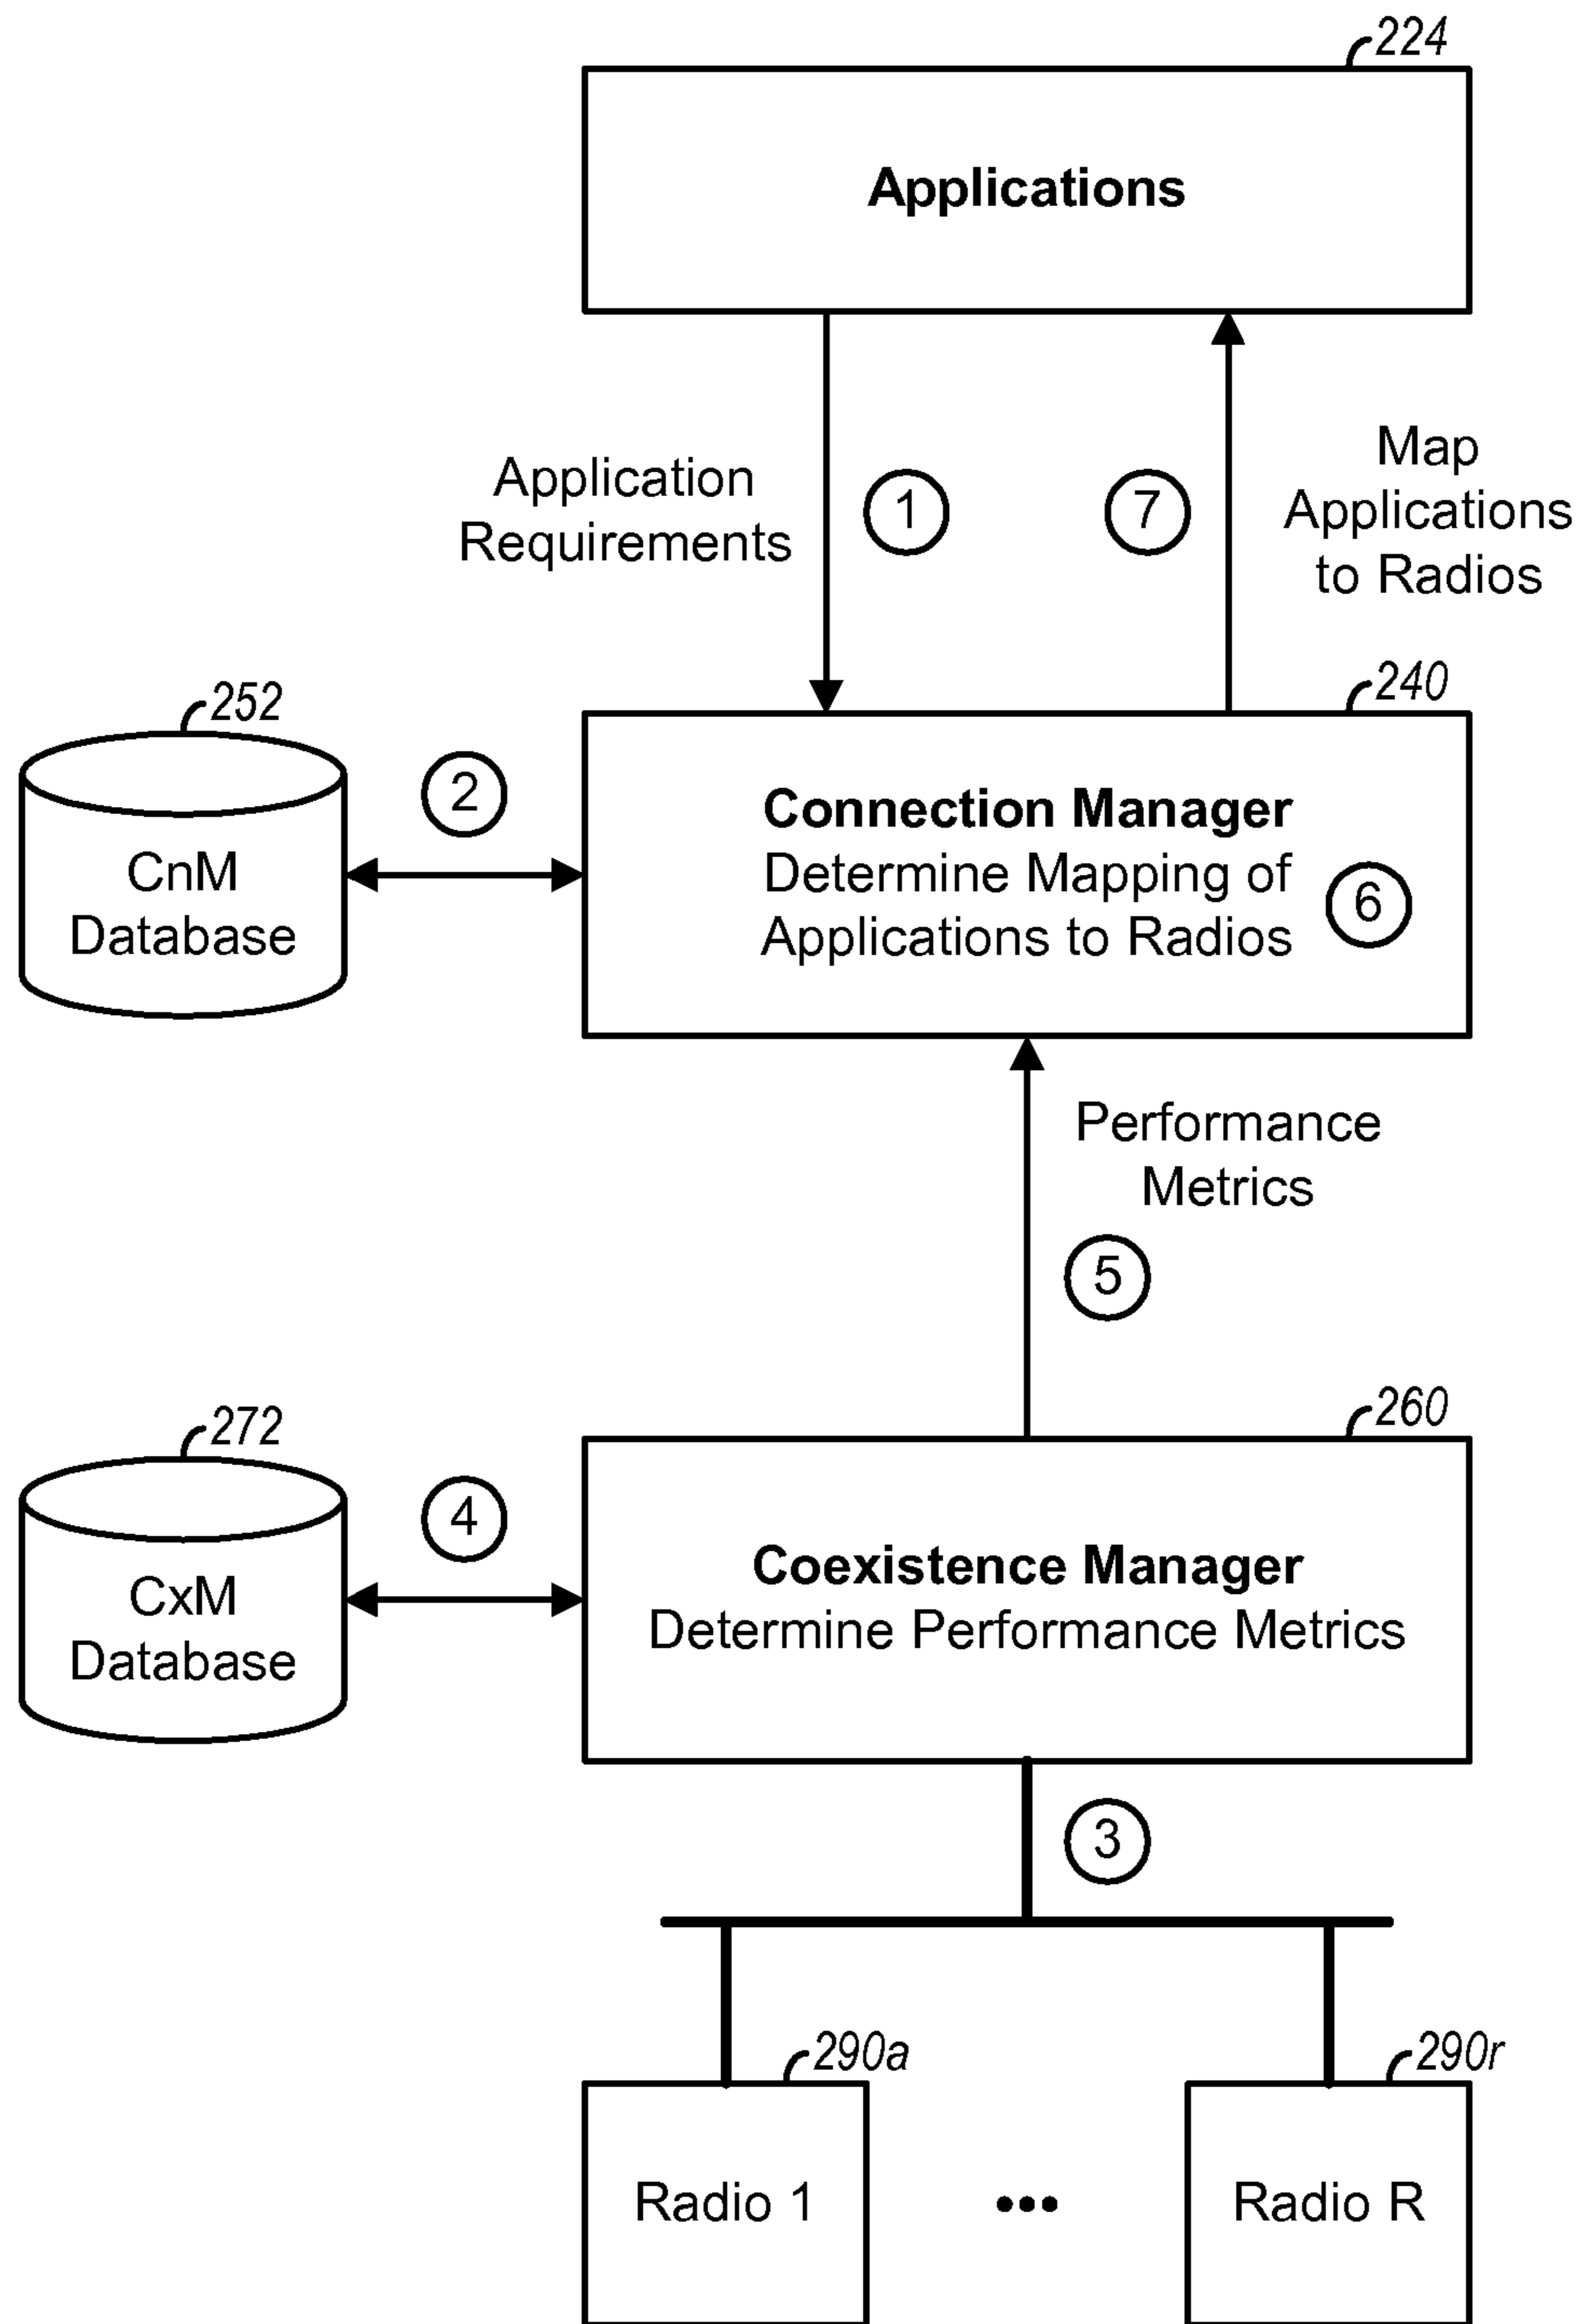 224
Applications
Application
Requirements
1
7
Map
Applications
to Radios
252
240
2
CnM
Database
Connection Manager
Determine Mapping of
Applications to Radios
6
Performance
Metrics
5
272
260
4
CxM
Database
Coexistence Manager
Determine Performance Metrics
3
290a
290r
Radio 1
•••
Radio R